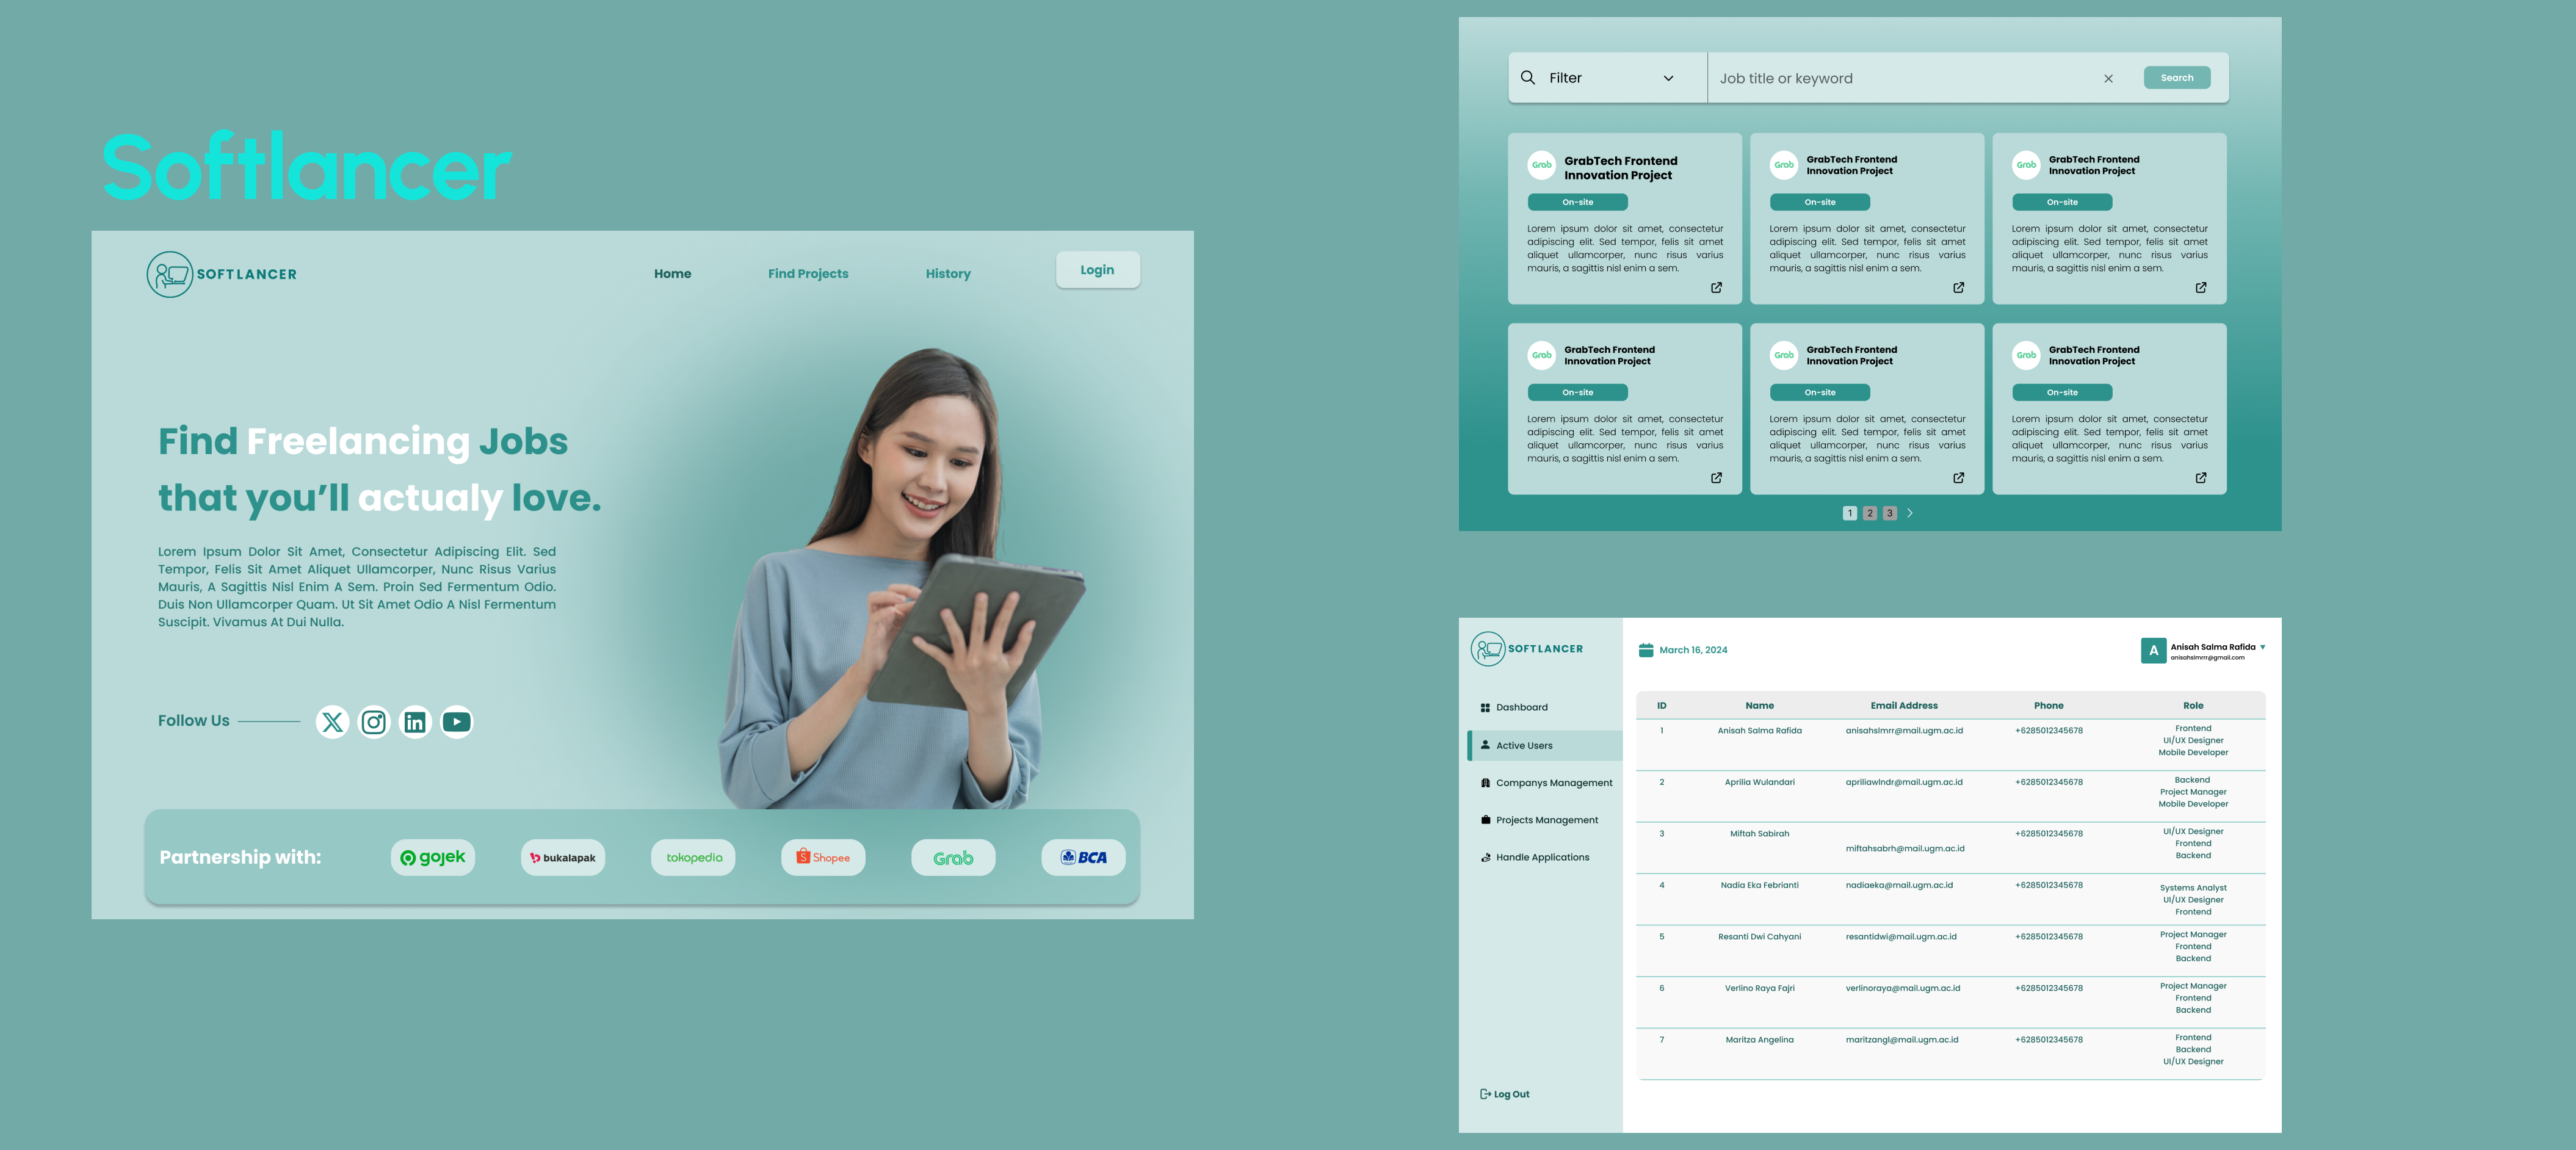 Softlancer
SOFTLANCER
Home
Find Projects
History
Login
Find Freelancing Jobs
that you'll actualy love.
Lorem Ipsum Dolor Sit Amet, Consectetur Adipiscing Elit. Sed
Tempor, Felis Sit Amet Aliquet Ullamcorper, Nunc Risus Varius
Mauris, A Sagittis Nisl Enim A Sem. Proin Sed Fermentum Odio.
Duis Non Ullamcorper Quam. Ut Sit Amet Odio A Nisl Fermentum
Suscipit. Vivamus At Dui Nulla.
Follow Us
Partnership with:
gojek
bukalapak
tokopedia
Shopee
Grab
BCA
Filter
Job title or keyword
Search
Grab
GrabTech Frontend
Innovation Project
On-site
Lorem ipsum dolor sit amet, consectetur
adipiscing elit. Sed tempor, felis sit amet
aliquet ullamcorper, nunc risus varius
mauris, a sagittis nisl enim a sem.
Grab
GrabTech Frontend
Innovation Project
On-site
Lorem ipsum dolor sit amet, consectetur
adipiscing elit. Sed tempor, felis sit amet
aliquet ullamcorper, nunc risus varius
mauris, a sagittis nisl enim a sem.
Grab
GrabTech Frontend
Innovation Project
On-site
Lorem ipsum dolor sit amet, consectetur
adipiscing elit. Sed tempor, felis sit amet
aliquet ullamcorper, nunc risus varius
mauris, a sagittis nisl enim a sem.
Grab
GrabTech Frontend
Innovation Project
On-site
Lorem ipsum dolor sit amet, consectetur
adipiscing elit. Sed tempor, felis sit amet
aliquet ullamcorper, nunc risus varius
mauris, a sagittis nisl enim a sem.
Grab
GrabTech Frontend
Innovation Project
On-site
Lorem ipsum dolor sit amet, consectetur
adipiscing elit. Sed tempor, felis sit amet
aliquet ullamcorper, nunc risus varius
mauris, a sagittis nisl enim a sem.
Grab
GrabTech Frontend
Innovation Project
On-site
Lorem ipsum dolor sit amet, consectetur
adipiscing elit. Sed tempor, felis sit amet
aliquet ullamcorper, nunc risus varius
mauris, a sagittis nisl enim a sem.
1 2 3
SOFTLANCER
Dashboard
Active Users
Companys Management
Projects Management
Handle Applications
Log Out
March 16, 2024
A
Anisah Salma Rafida
anisahslmrrr@gmail.com
ID Name Email Address Phone Role
1 Anisah Salma Rafida anisahslmrr@mail.ugm.ac.id +6285012345678 Frontend
UI/UX Designer
Mobile Developer
2 Aprilia Wulandari apriliawlndr@mail.ugm.ac.id +6285012345678 Backend
Project Manager
Mobile Developer
3 Miftah Sabirah miftahsabrh@mail.ugm.ac.id +6285012345678 UI/UX Designer
Frontend
Backend
4 Nadia Eka Febrianti nadiaeka@mail.ugm.ac.id +6285012345678 Systems Analyst
UI/UX Designer
Frontend
5 Resanti Dwi Cahyani resantidwi@mail.ugm.ac.id +6285012345678 Project Manager
Frontend
Backend
6 Verlino Raya Fajri verlinoraya@mail.ugm.ac.id +6285012345678 Project Manager
Frontend
Backend
7 Maritza Angelina maritzangl@mail.ugm.ac.id +6285012345678 Frontend
Backend
UI/UX Designer